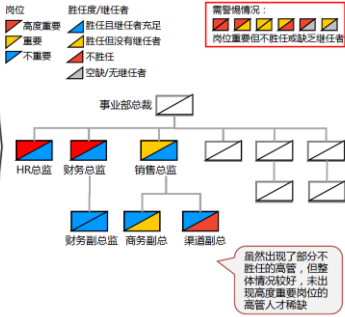 岗位
高度重要
重要
不重要
胜任度/继任者
胜任且继任者充足
胜任但没有继任者
不胜任
空缺/无继任者
需警惕情况：
岗位重要但不胜任或缺乏继任者
事业部总裁
HR总监
财务总监
销售总监
财务副总监
商务副总
渠道副总
虽然出现了部分不
胜任的高管，但整
体情况较好，未出
现高度重要岗位的
高管人才稀缺